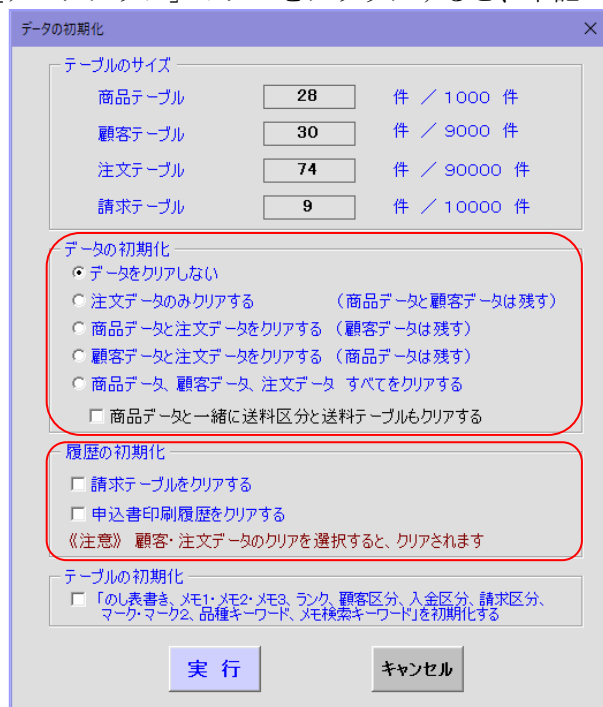 データの初期化 ×
テーブルのサイズ
商品テーブル 28 件 ／ 1000 件
顧客テーブル 30 件 ／ 9000 件
注文テーブル 74 件 ／ 90000 件
請求テーブル 9 件 ／ 10000 件
データの初期化
データをクリアしない
注文データのみクリアする （商品データと顧客データは残す）
商品データと注文データをクリアする （顧客データは残す）
顧客データと注文データをクリアする （商品データは残す）
商品データ、顧客データ、注文データ すべてをクリアする
商品データと一緒に送料区分と送料テーブルもクリアする
履歴の初期化
請求テーブルをクリアする
申込書印刷履歴をクリアする
《注意》 顧客・注文データのクリアを選択すると、クリアされます
テーブルの初期化
「のし表書き、メモ1・メモ2・メモ3、ランク、顧客区分、入金区分、請求区分、
マーク・マーク2、品種キーワード、メモ検索キーワード」を初期化する
実 行 キャンセル